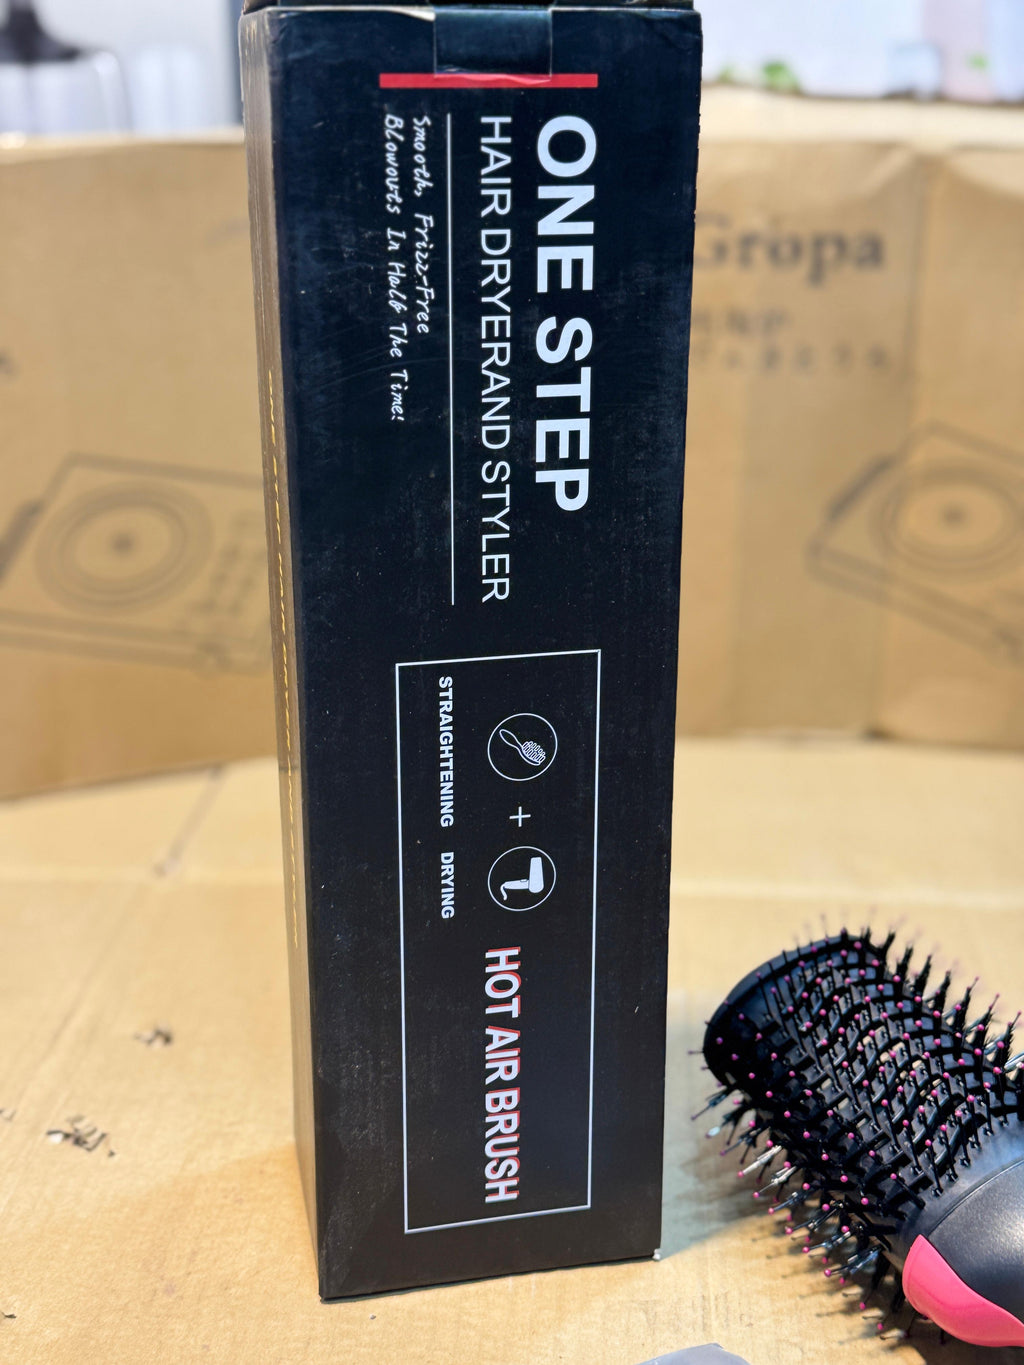 ONE STEP
HAIR DRYERAND STYLER
Smooth, Frizz-Free
Blowouts In Half The Time!
+
HOT AIR BRUSH
STRAIGHTENING DRYING
Gropa